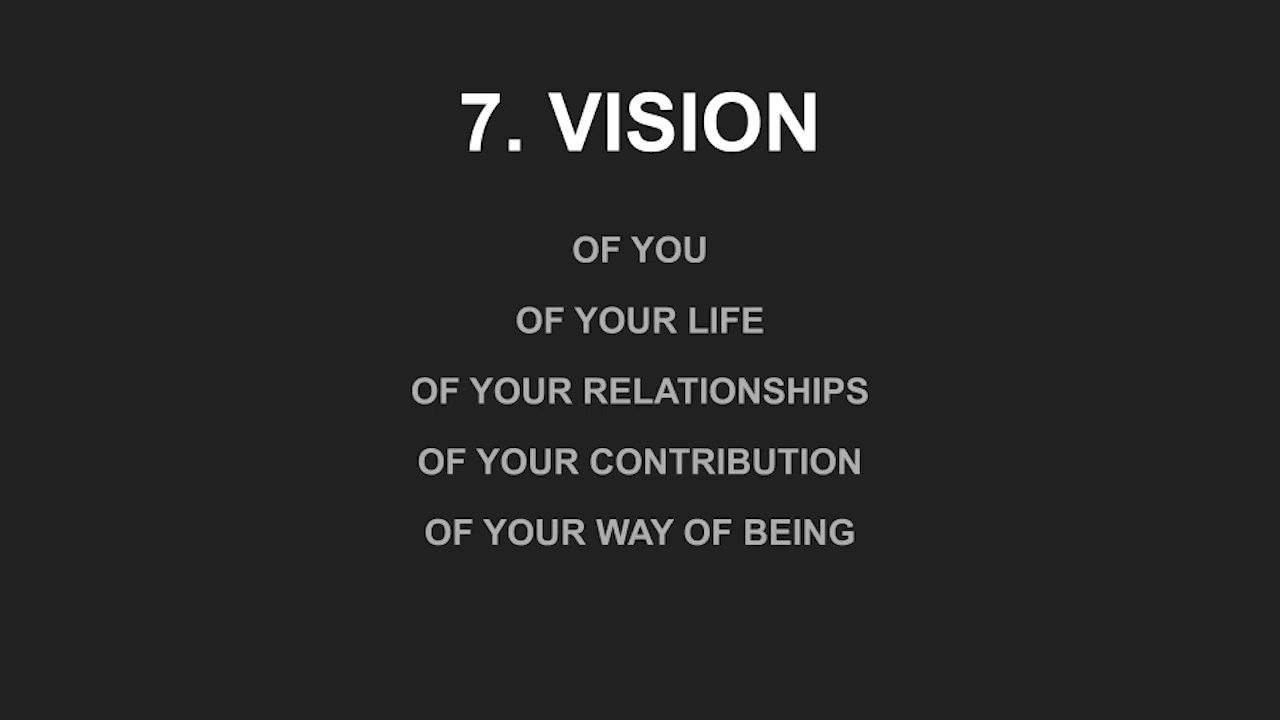 7. VISION
OF YOU
OF YOUR LIFE
OF YOUR RELATIONSHIPS
OF YOUR CONTRIBUTION
OF YOUR WAY OF BEING